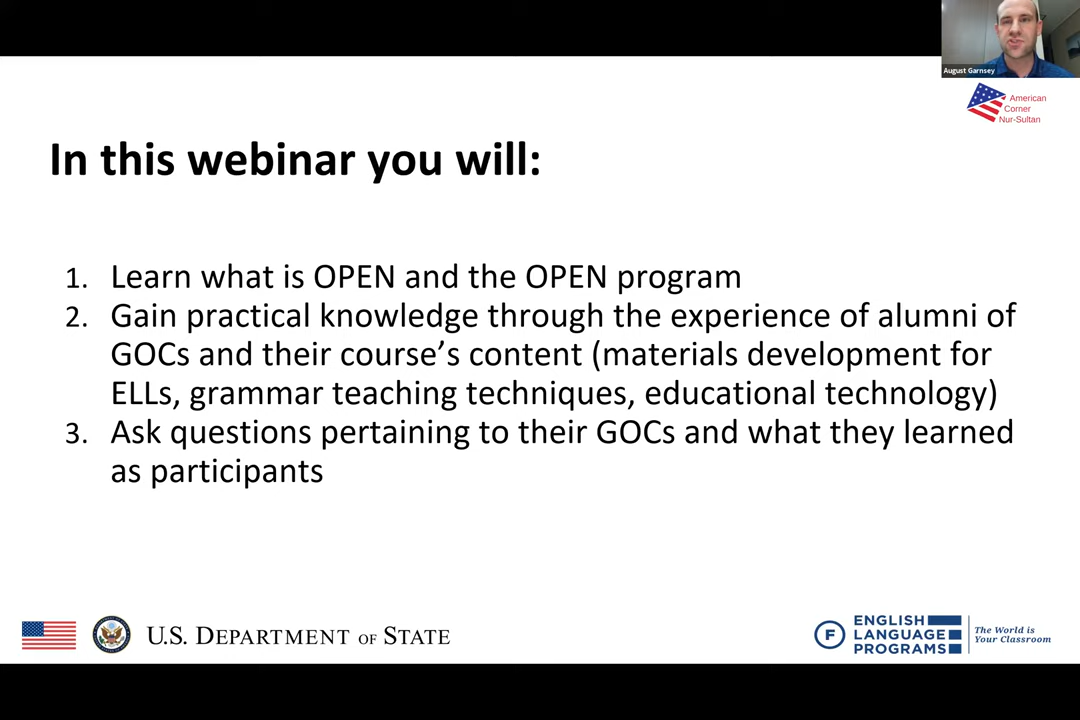 August Garnsey
American
Corner
Nur-Sultan
In this webinar you will:
1. Learn what is OPEN and the OPEN program
2. Gain practical knowledge through the experience of alumni of
GOCs and their course’s content (materials development for
ELLs, grammar teaching techniques, educational technology)
3. Ask questions pertaining to their GOCs and what they learned
as participants
U.S. DEPARTMENT OF STATE
F
ENGLISH
LANGUAGE
PROGRAMS
The World is
Your Classroom